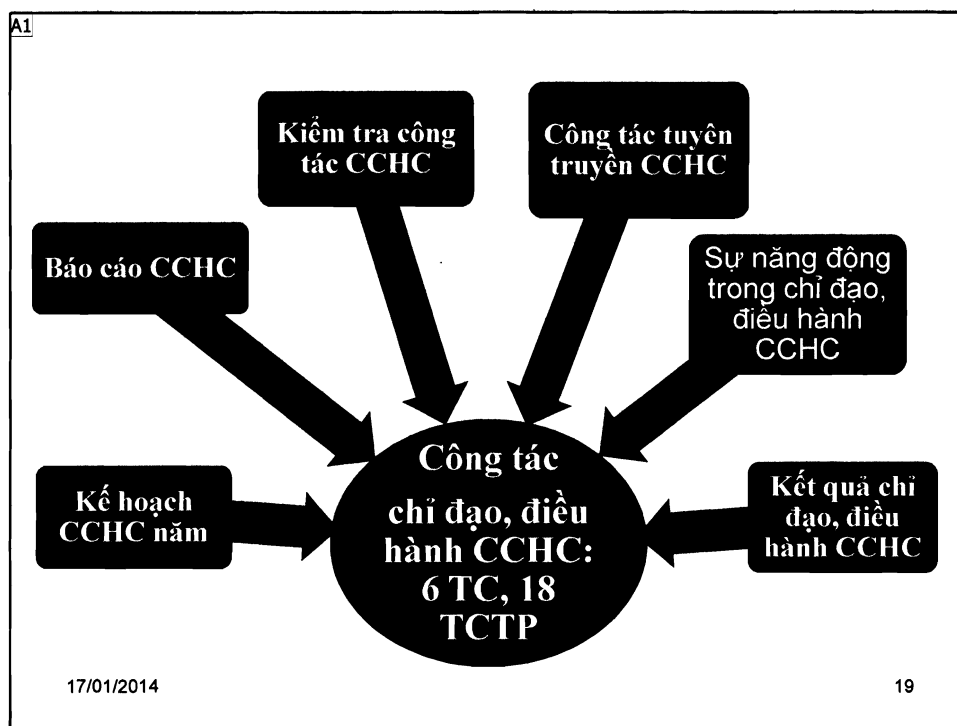 A1
Kiểm tra công
tác CCHC
Công tác tuyên
truyền CCHC
Báo cáo CCHC
Sự năng động
trong chỉ đạo,
điều hành
CCHC
Công tác
chỉ đạo, điều
hành CCHC:
6 TC, 18
TCTP
Kế hoạch
CCHC năm
Kết quả chỉ
đạo, điều
hành CCHC
17/01/2014
19